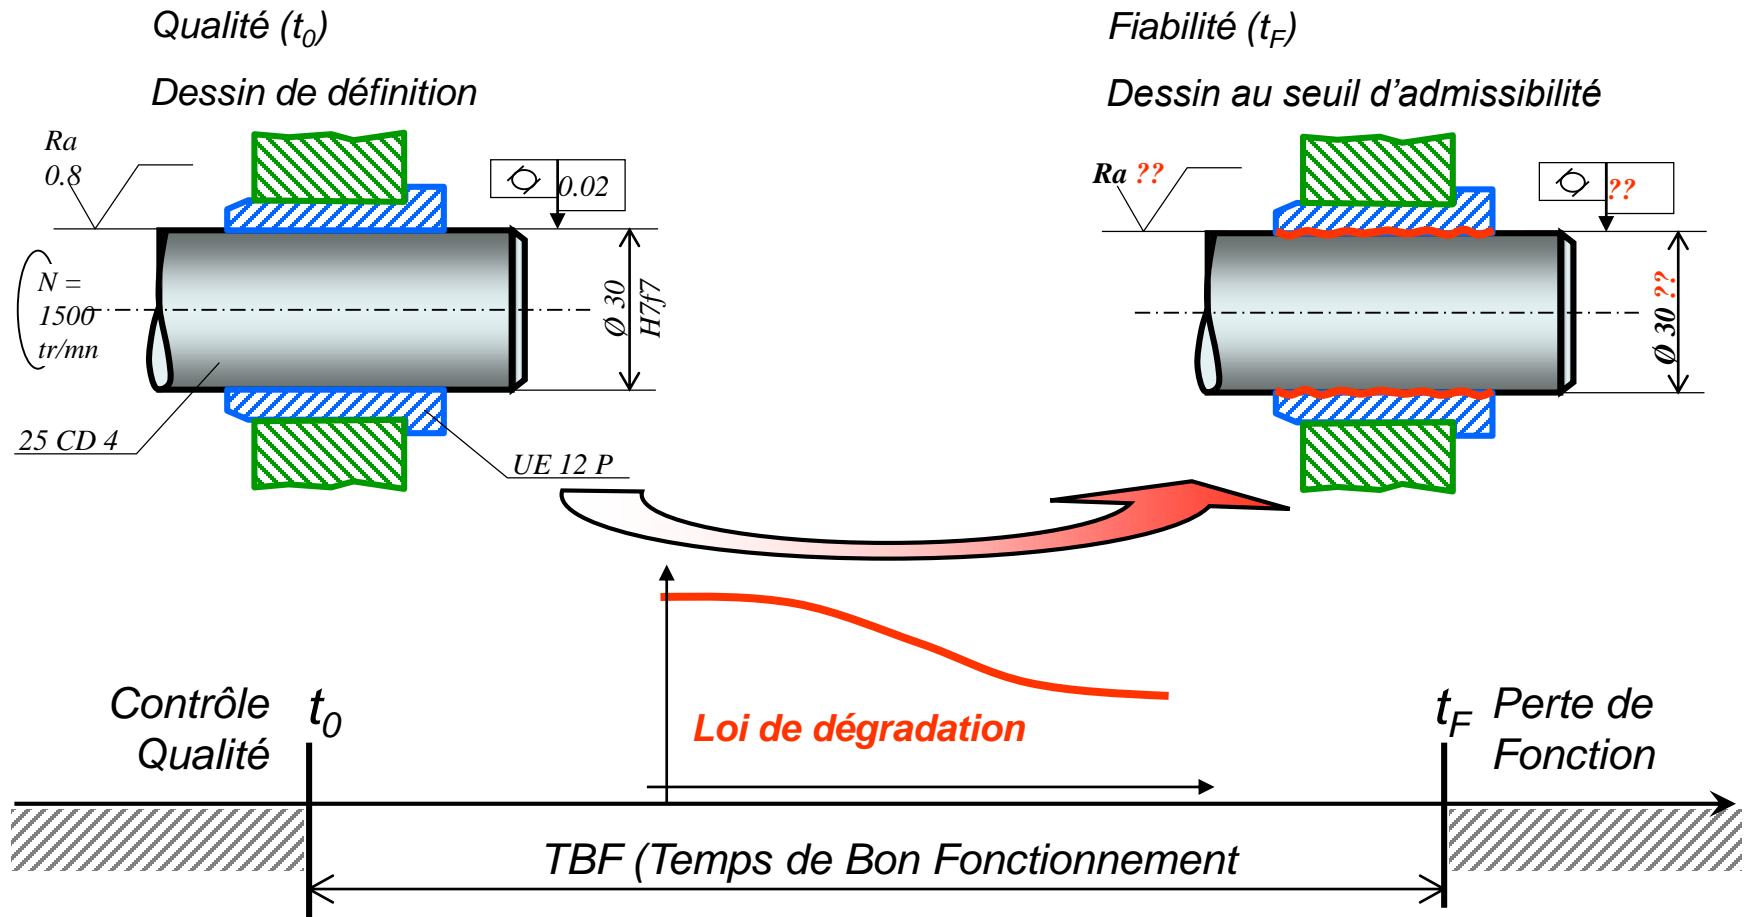 Qualité (t0)
Dessin de définition
Ra
0.8
0.02
N =
1500
tr/mn
Ø 30
H7f7
25 CD 4
UE 12 P
Fiabilité (tF)
Dessin au seuil d'admissibilité
Ra ??
??
Ø 30 ??
Loi de dégradation
Contrôle
Qualité
t0
tF
Perte de
Fonction
TBF (Temps de Bon Fonctionnement